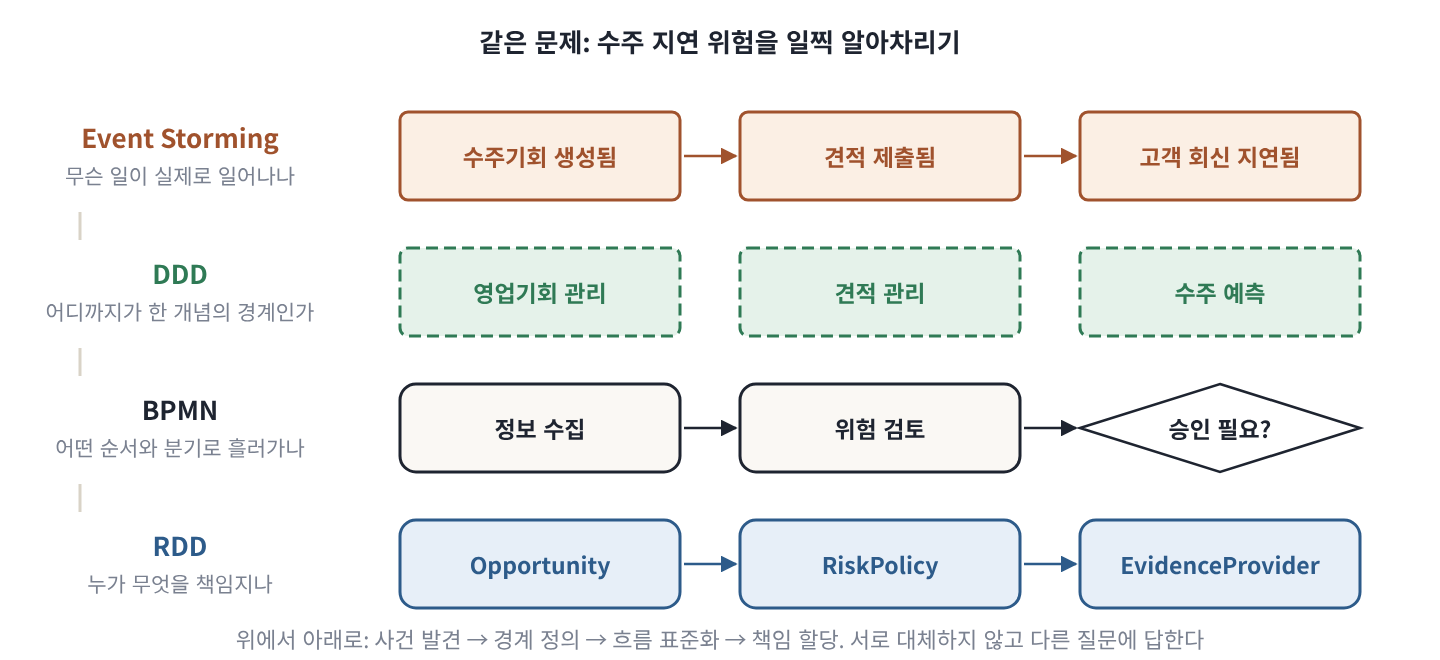 같은 문제: 수주 지연 위험을 일찍 알아차리기
Event Storming
무슨 일이 실제로 일어나나
수주기회 생성됨
견적 제출됨
고객 회신 지연됨
DDD
어디까지가 한 개념의 경계인가
영업기회 관리
견적 관리
수주 예측
BPMN
어떤 순서와 분기로 흘러가나
정보 수집
위험 검토
승인 필요?
RDD
누가 무엇을 책임지나
Opportunity
RiskPolicy
EvidenceProvider
위에서 아래로: 사건 발견 → 경계 정의 → 흐름 표준화 → 책임 할당. 서로 대체하지 않고 다른 질문에 답한다